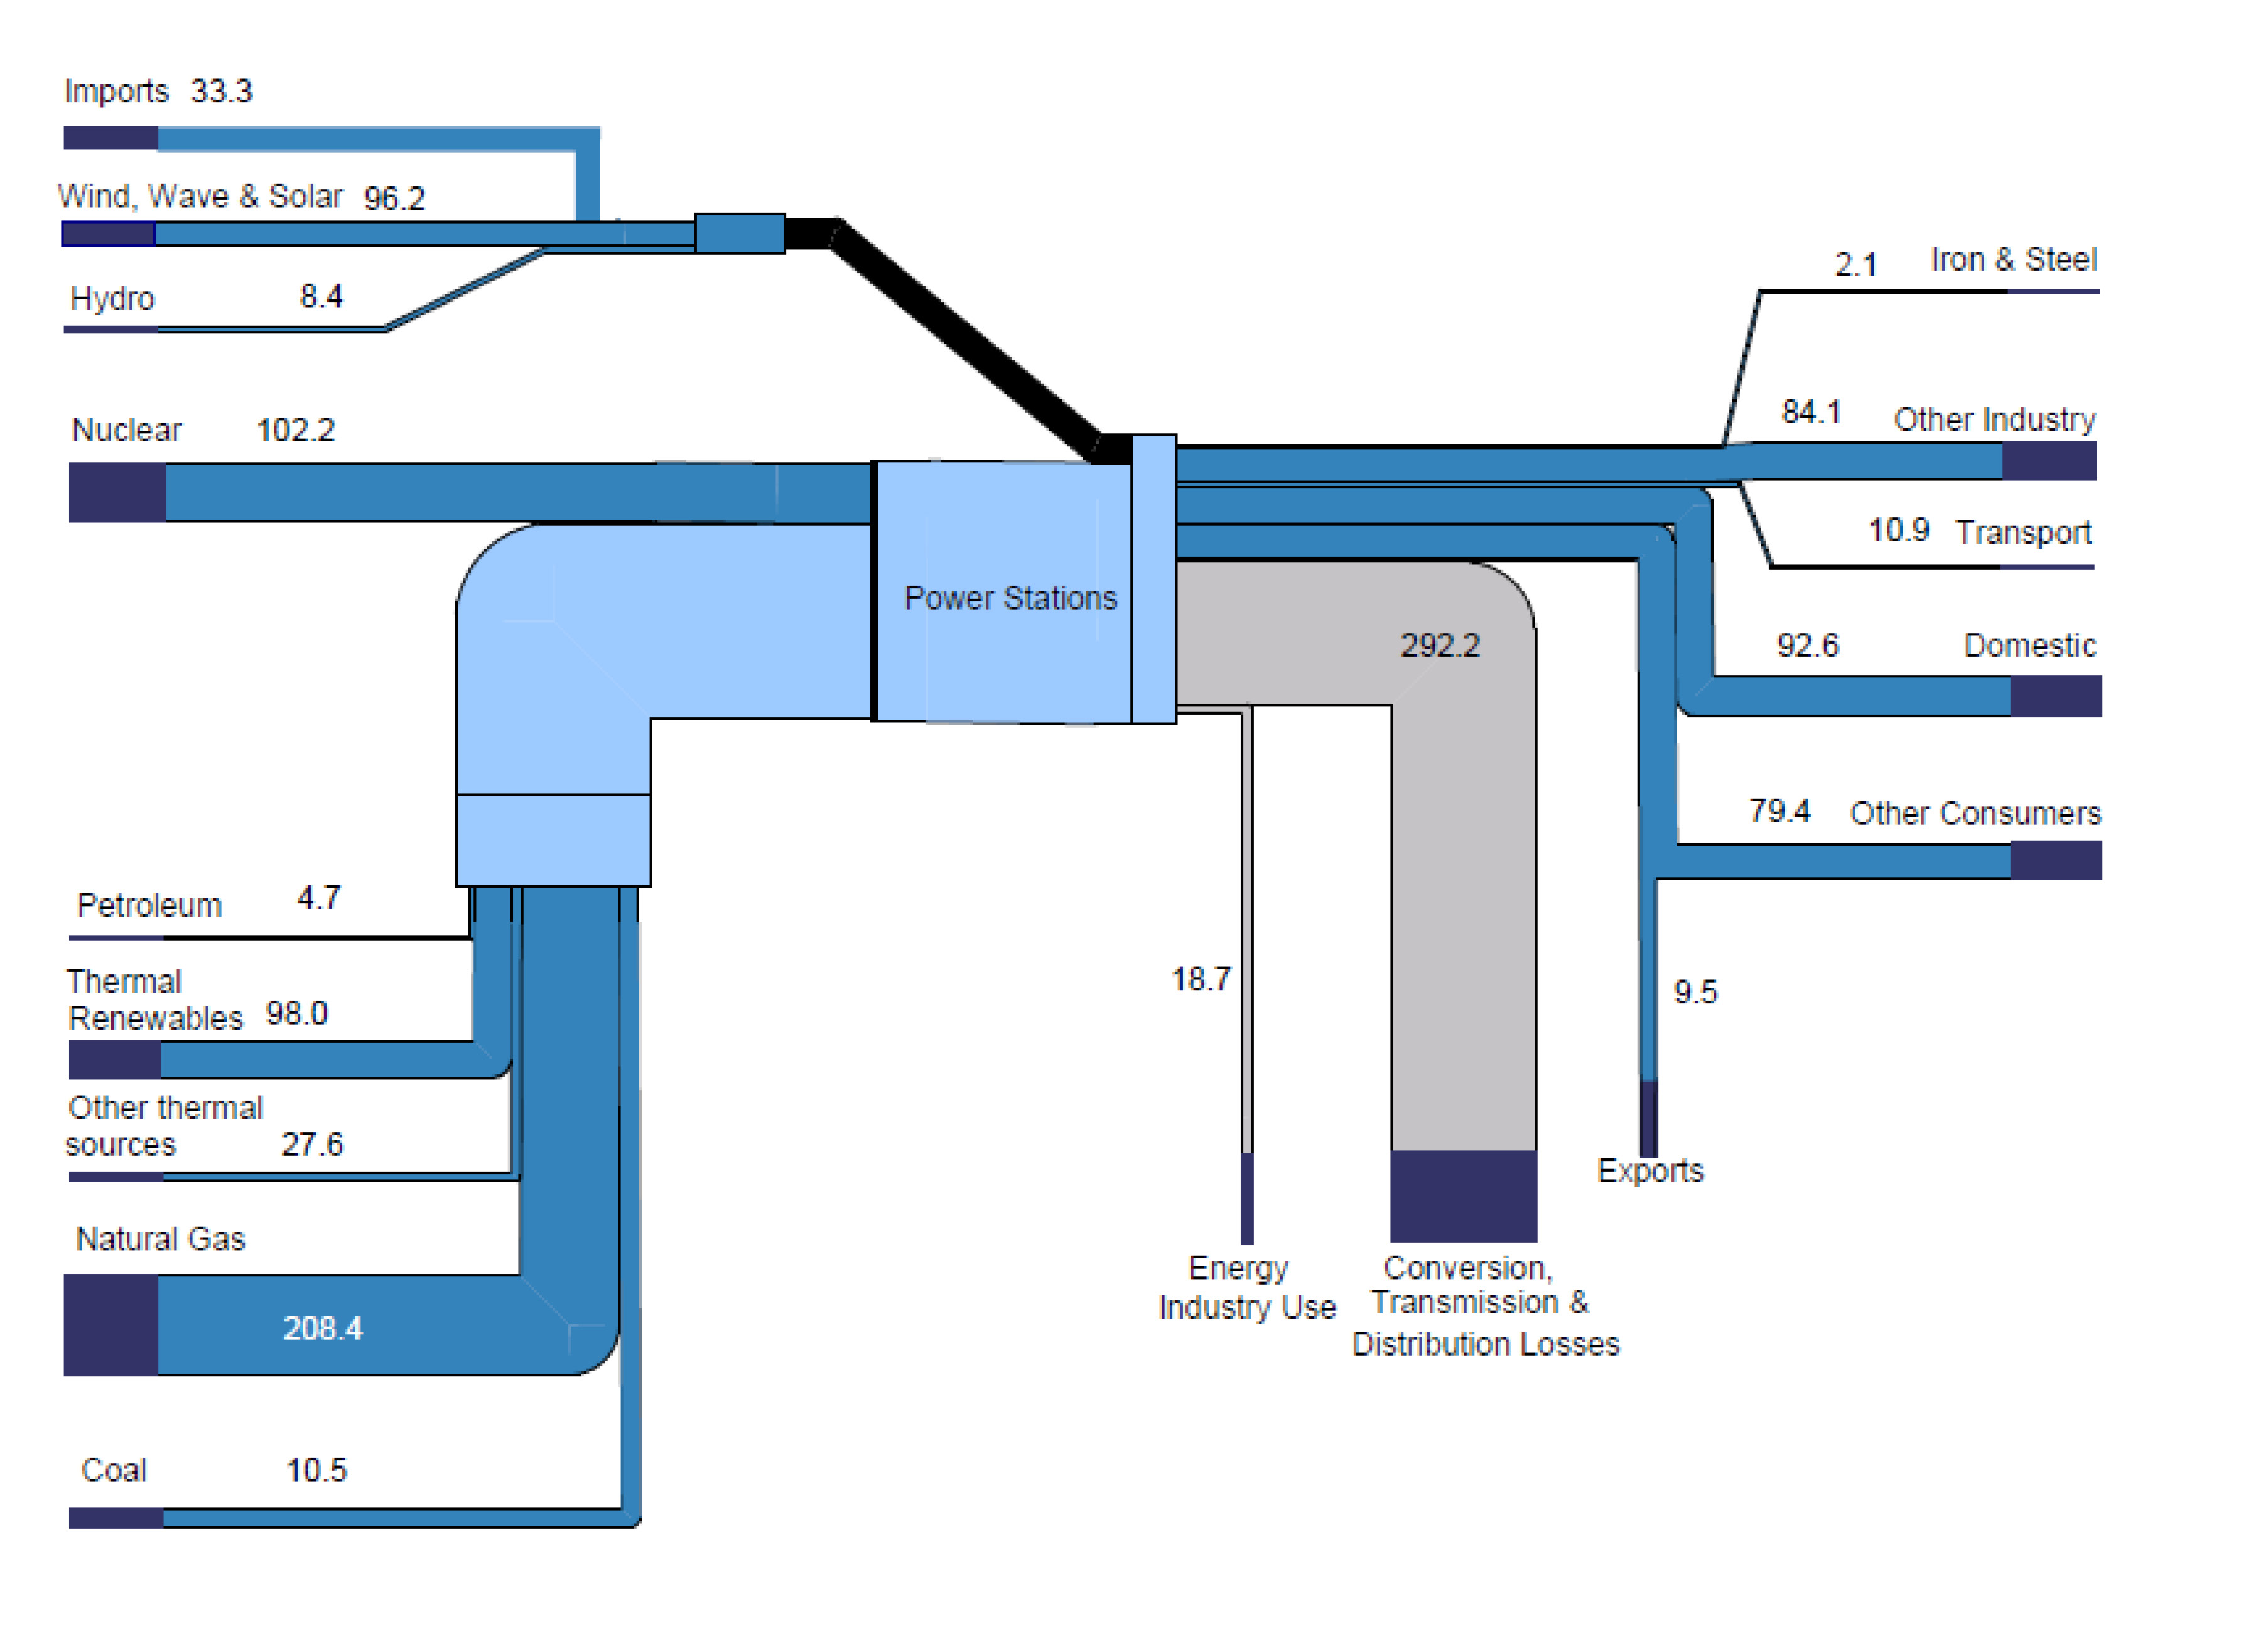 Imports 33.3
Wind, Wave & Solar 96.2
Hydro 8.4
Nuclear 102.2
Petroleum 4.7
Thermal
Renewables 98.0
Other thermal
sources 27.6
Natural Gas
208.4
Coal 10.5
Power Stations
2.1 Iron & Steel
84.1 Other Industry
10.9 Transport
292.2
92.6 Domestic
79.4 Other Consumers
18.7
9.5
Exports
Energy
Industry Use
Conversion,
Transmission &
Distribution Losses